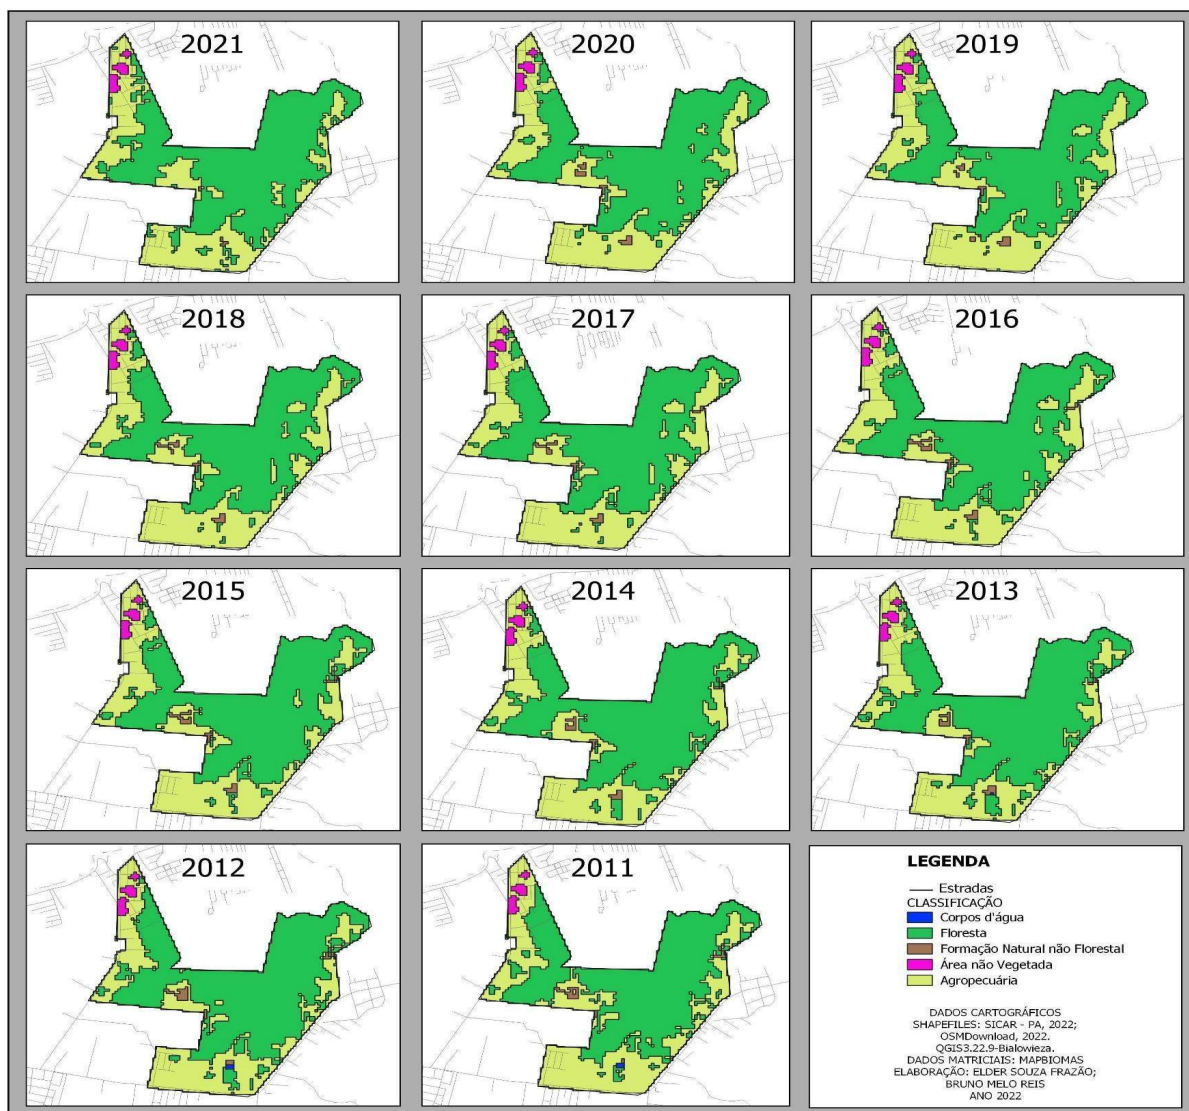 2021
2020
2019
2018
2017
2016
2015
2014
2013
2012
2011
LEGENDA
Estradas
CLASSIFICAÇÃO
Corpos d'água
Floresta
Formação Natural não Florestal
Área não Vegetada
Agropecuária
DADOS CARTOGRÁFICOS
SHAPEFILES: SICAR - PA, 2022;
OSMDownload, 2022.
QGIS3.22.9-Bialowieza.
DADOS MATRICIAIS: MAPBIOMAS
ELABORAÇÃO: ELDER SOUZA FRAZÃO;
BRUNO MELO REIS
ANO 2022